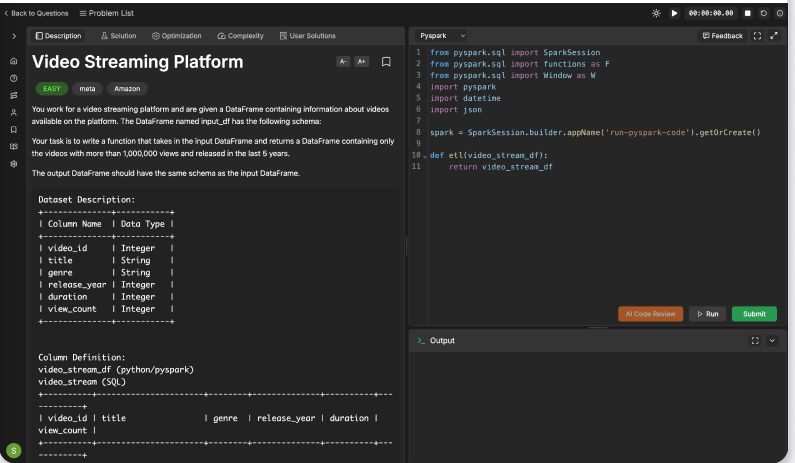 Back to Questions
Problem List
00:00:00.00
Description
Solution
Optimization
Complexity
User Solutions
Video Streaming Platform
A-
A+
EASY
meta
Amazon
You work for a video streaming platform and are given a DataFrame containing information about videos
available on the platform. The DataFrame named input_df has the following schema:
Your task is to write a function that takes in the input DataFrame and returns a DataFrame containing only
the videos with more than 1,000,000 views and released in the last 5 years.
The output DataFrame should have the same schema as the input DataFrame.
Dataset Description:
+--------------+-----------+
| Column Name | Data Type |
+--------------+-----------+
| video_id | Integer |
| title | String |
| genre | String |
| release_year | Integer |
| duration | Integer |
| view_count | Integer |
+--------------+-----------+
Column Definition:
video_stream_df (python/pyspark)
video_stream (SQL)
+----------+----------------------+--------+--------------+----------+---
---------+
| video_id | title | genre | release_year | duration |
view_count |
+----------+----------------------+--------+--------------+----------+---
---------+
S
Pyspark
Feedback
1 from pyspark.sql import SparkSession
2 from pyspark.sql import functions as F
3 from pyspark.sql import Window as W
4 import pyspark
5 import datetime
6 import json
7
8 spark = SparkSession.builder.appName('run-pyspark-code').getOrCreate()
9
10 def etl(video_stream_df):
11 return video_stream_df
AI Code Review
Run
Submit
Output